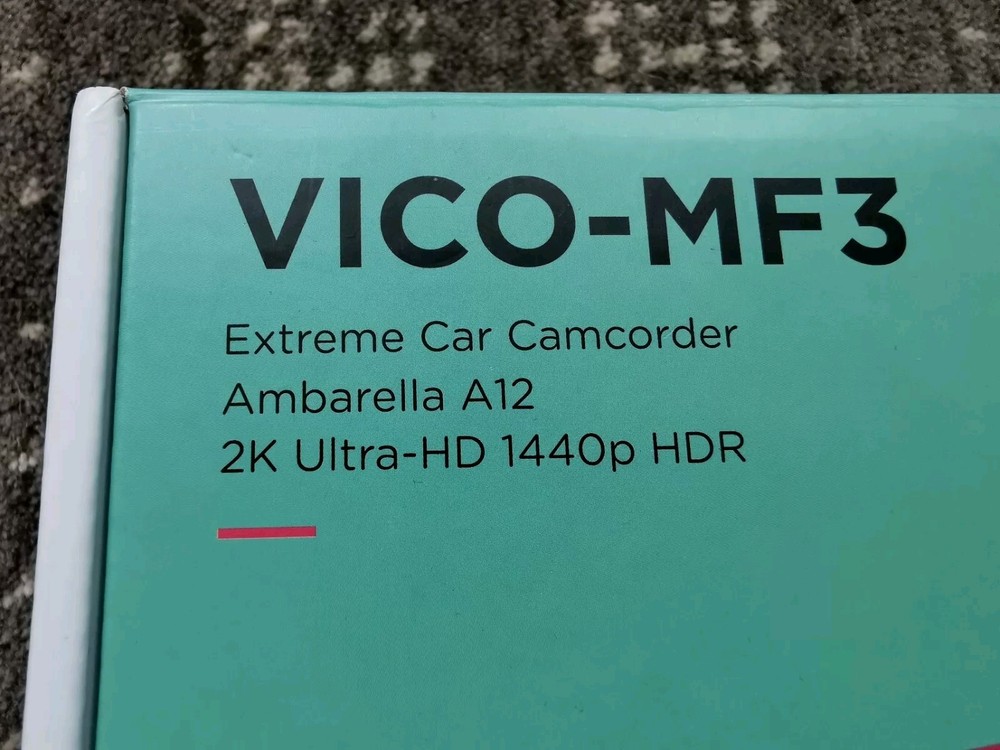 VICO-MF3
Extreme Car Camcorder
Ambarella A12
2K Ultra-HD 1440p HDR